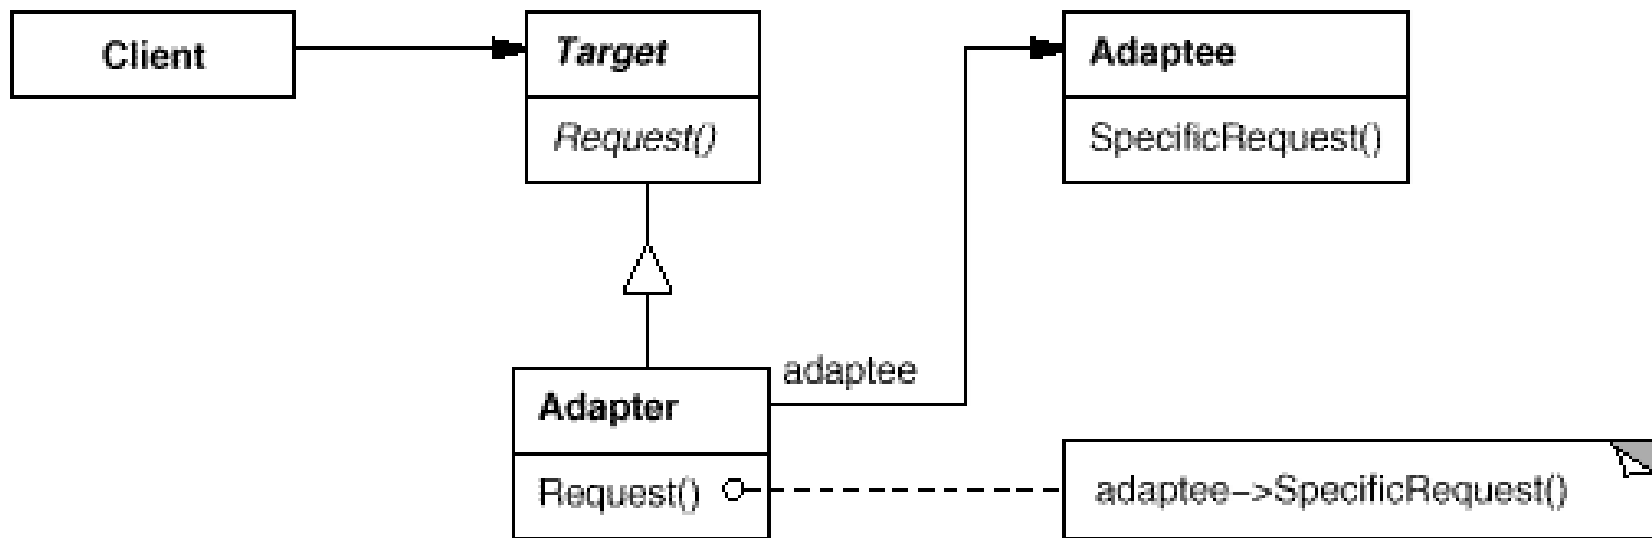 Client
Target
Request()
Adaptee
SpecificRequest()
adaptee
Adapter
Request()
adaptee->SpecificRequest()